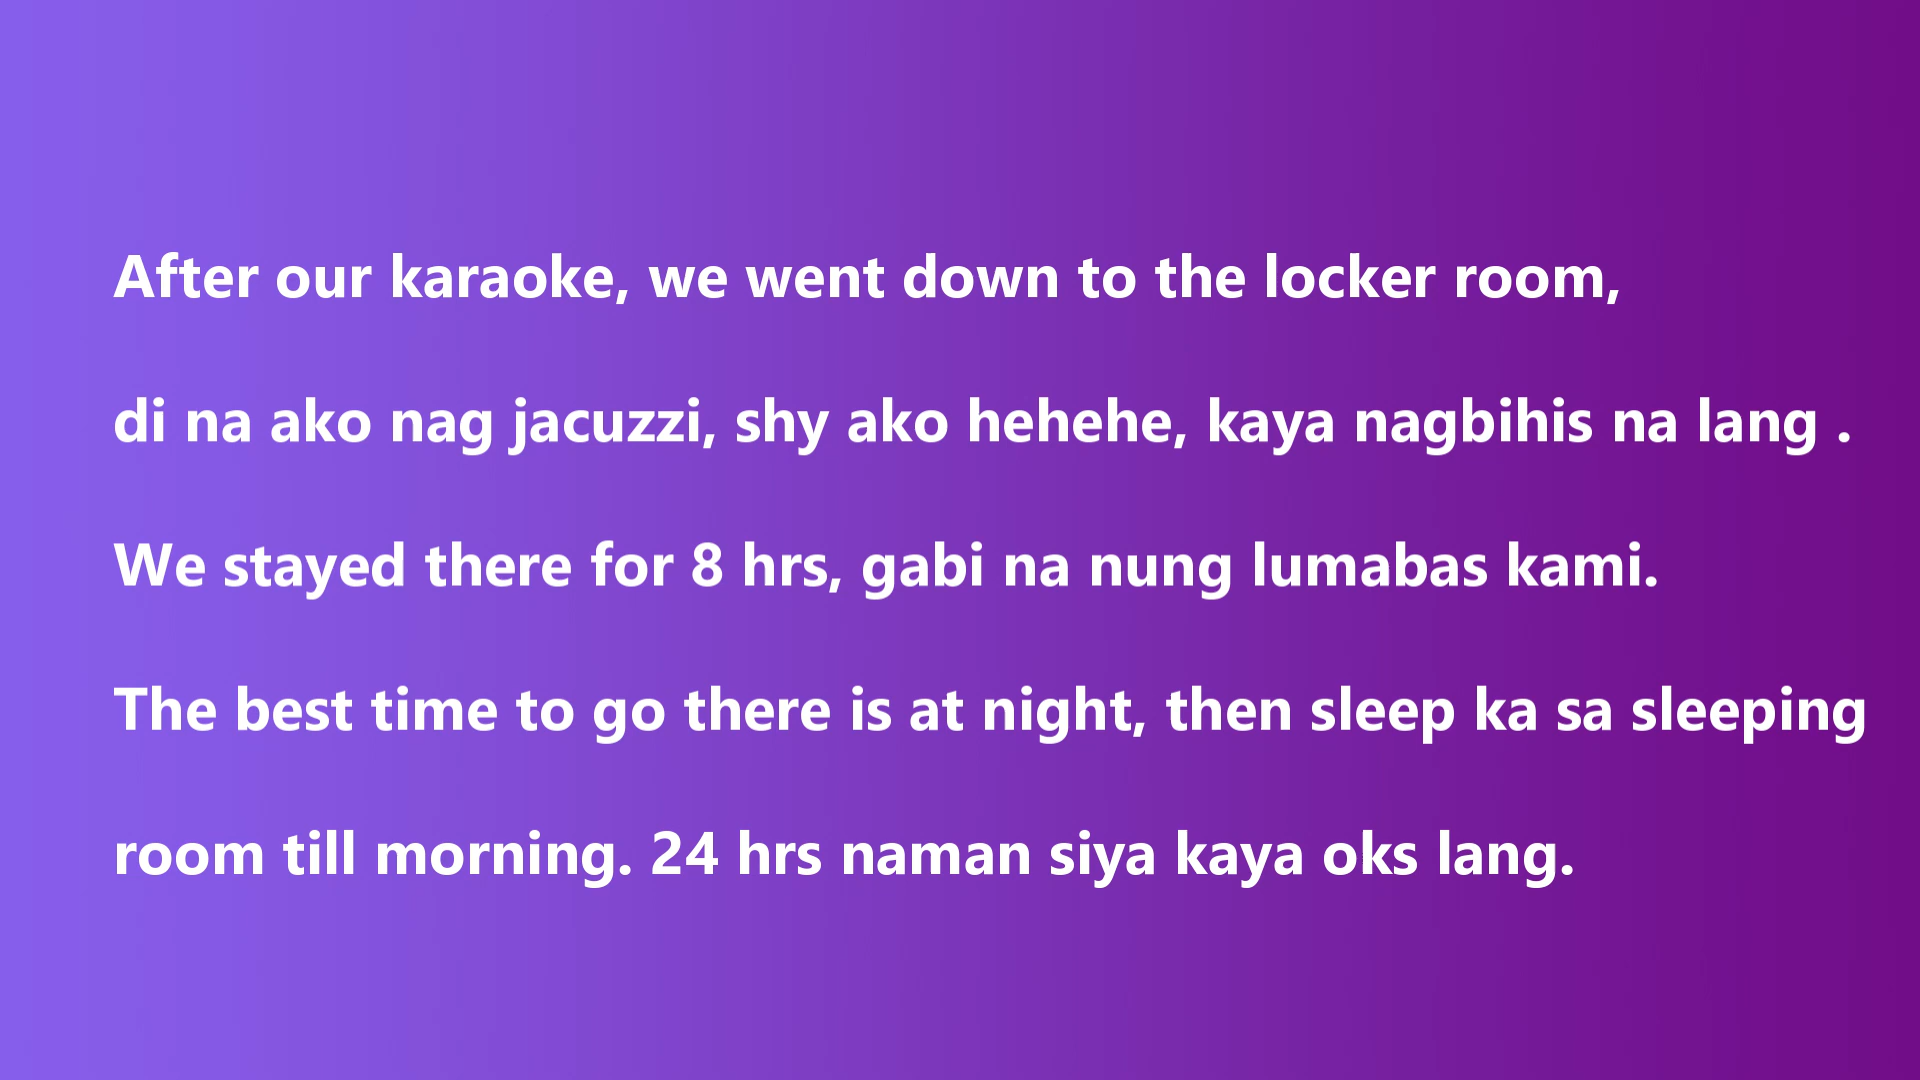 After our karaoke, we went down to the locker room,
di na ako nag jacuzzi, shy ako hehehe, kaya nagbihis na lang .
We stayed there for 8 hrs, gabi na nung lumabas kami.
The best time to go there is at night, then sleep ka sa sleeping
room till morning. 24 hrs naman siya kaya oks lang.